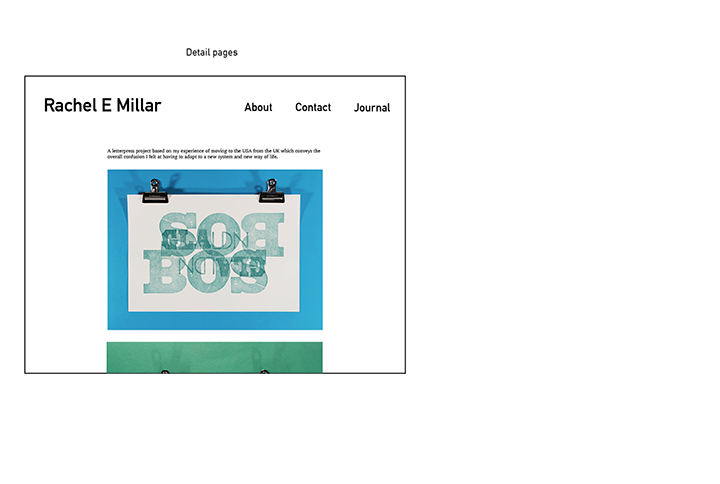 Detail pages
Rachel E Millar
About Contact Journal
A letterpress project based on my experience of moving to the USA from the UK which conveys the
overall confusion I felt at having to adapt to a new system and new way of life.
BOS
BOS